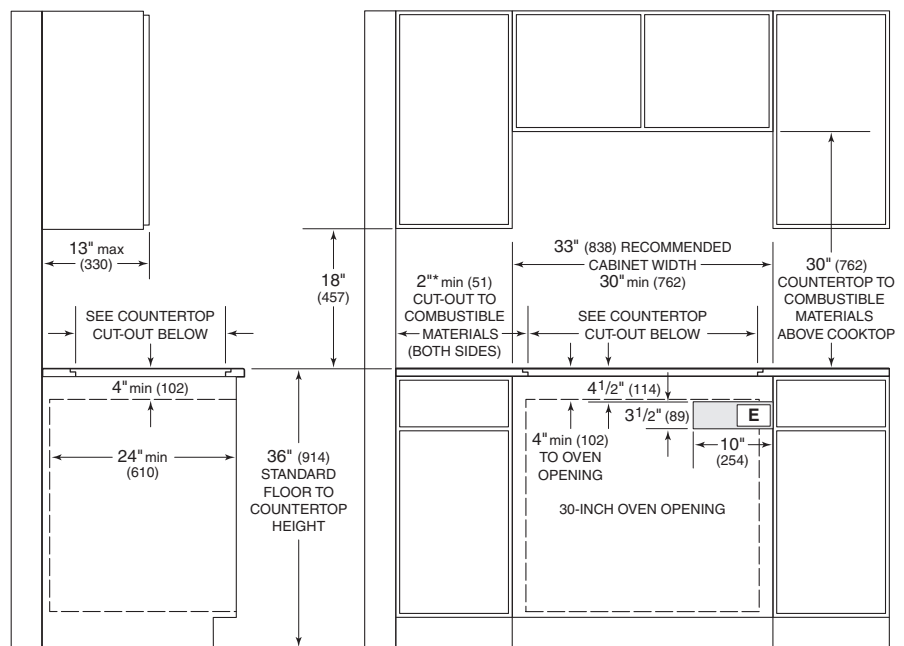 13" max
(330)
18"
(457)
SEE COUNTERTOP
CUT-OUT BELOW
4" min (102)
24" min
(610)
36" (914)
STANDARD
FLOOR TO
COUNTERTOP
HEIGHT
33" (838) RECOMMENDED
CABINET WIDTH
30" min (762)
2"* min (51)
CUT-OUT TO
COMBUSTIBLE
MATERIALS
(BOTH SIDES)
SEE COUNTERTOP
CUT-OUT BELOW
30" (762)
COUNTERTOP TO
COMBUSTIBLE
MATERIALS
ABOVE COOKTOP
4 1/2" (114)
3 1/2" (89)
E
4" min (102)
TO OVEN
OPENING
10"
(254)
30-INCH OVEN OPENING